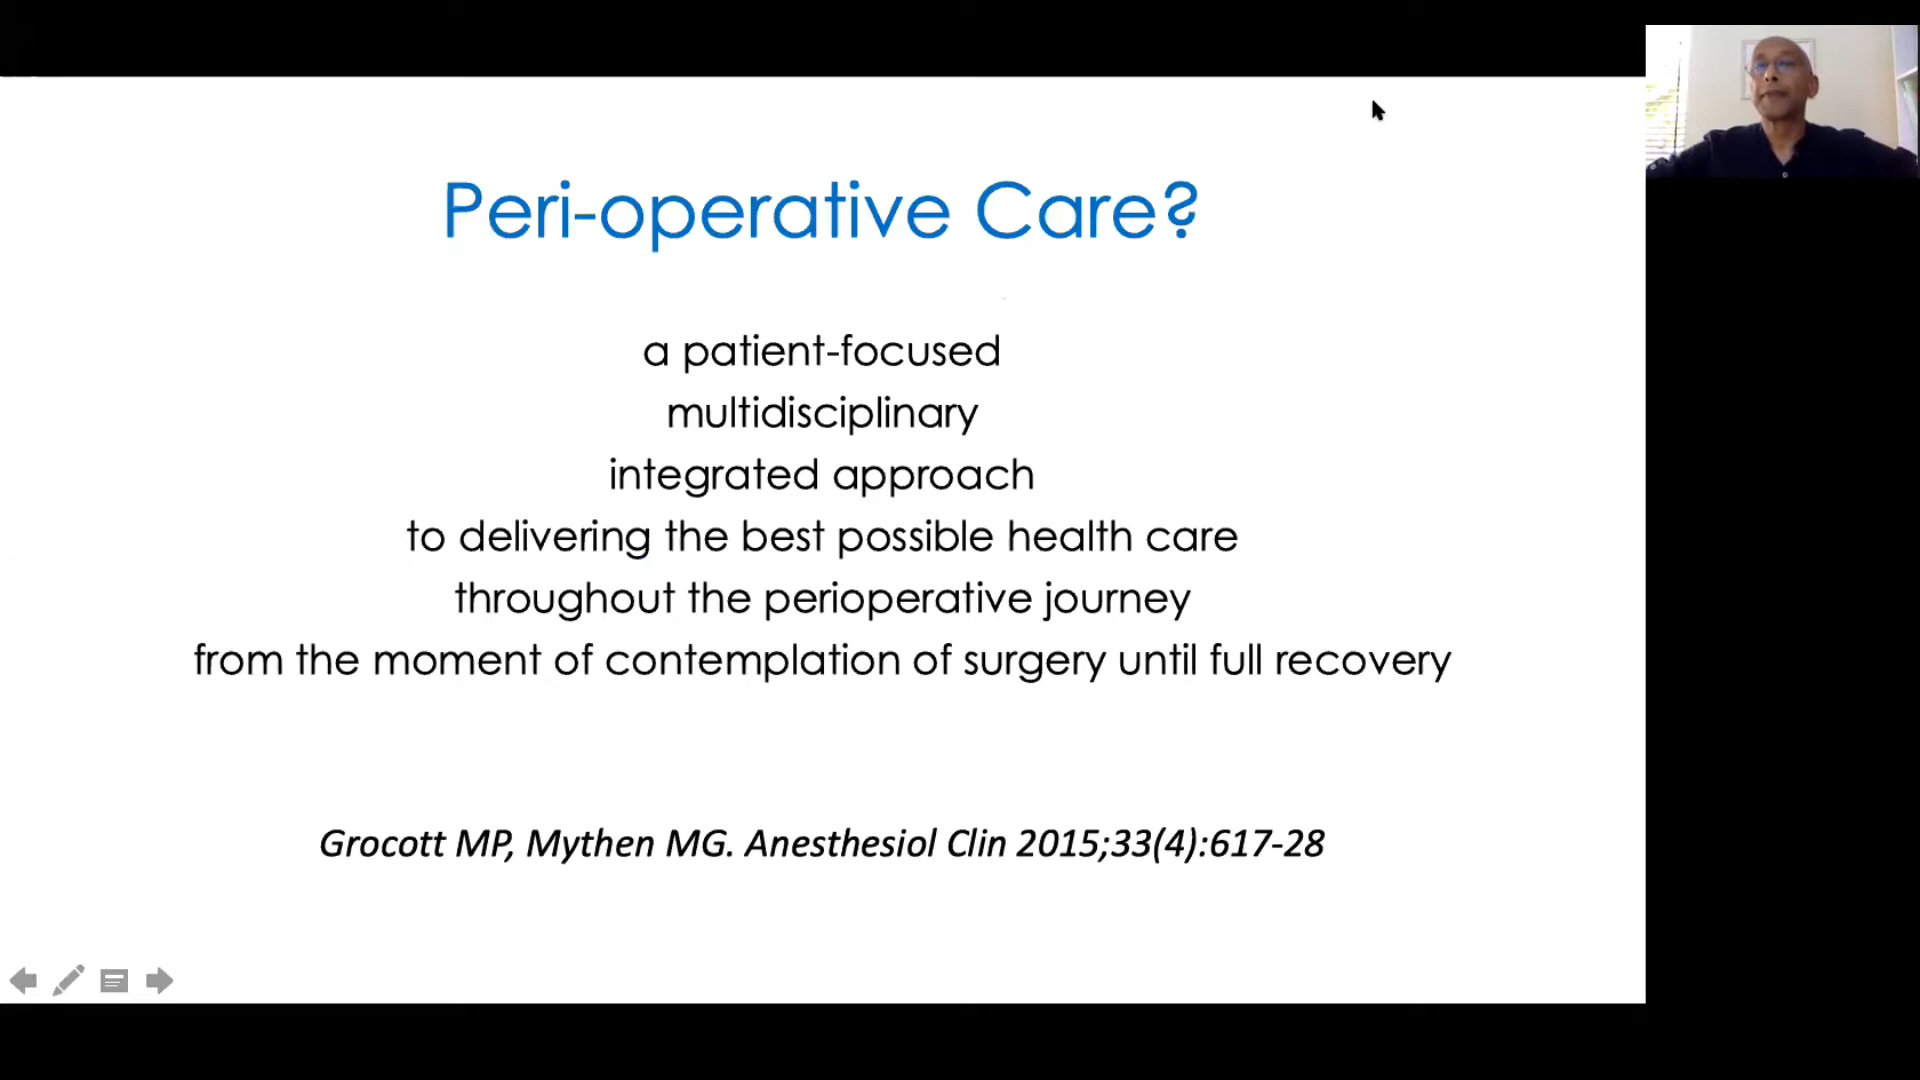 Peri-operative Care?
a patient-focused
multidisciplinary
integrated approach
to delivering the best possible health care
throughout the perioperative journey
from the moment of contemplation of surgery until full recovery
Grocott MP, Mythen MG. Anesthesiol Clin 2015;33(4):617-28